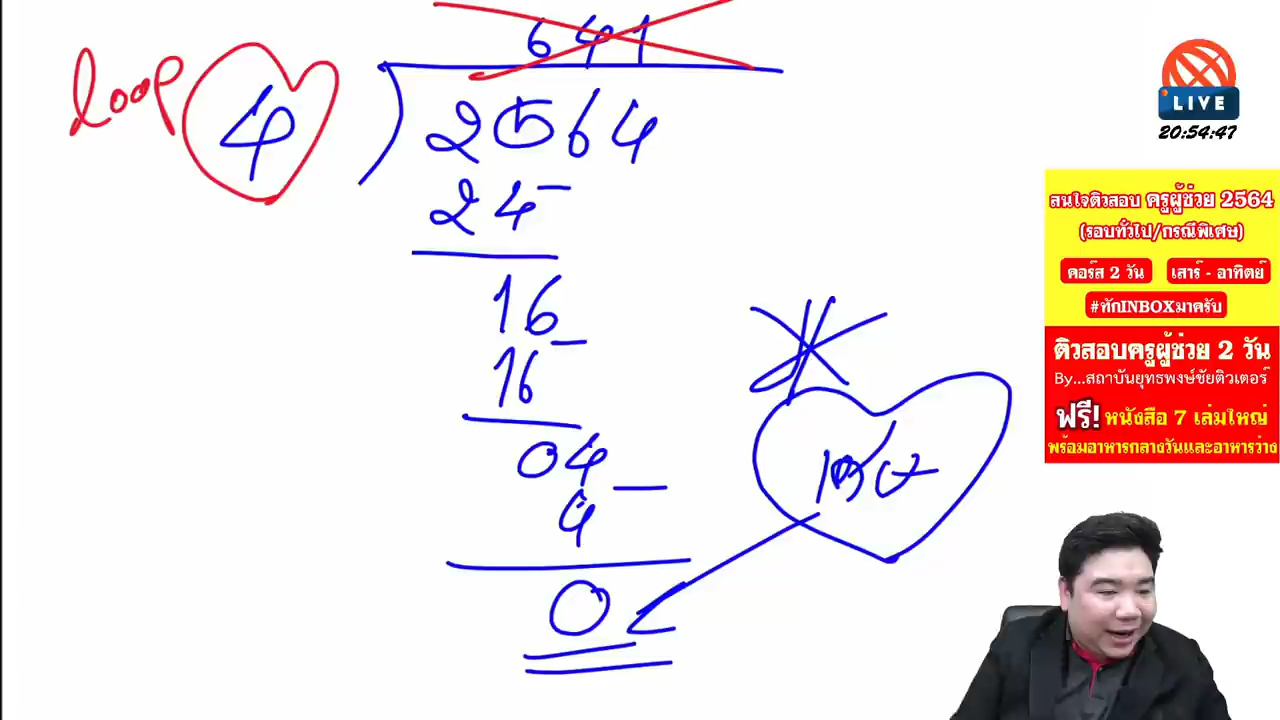 641
loop 4 2564
24 –
16 –
16
04 –
4
0
เศษ
LIVE
20:54:47
สนใจติวสอบ ครูผู้ช่วย 2564
(รอบทั่วไป/กรณีพิเศษ)
คอร์ส 2 วัน เสาร์ - อาทิตย์
#ทักINBOXมาครับ
ติวสอบครูผู้ช่วย 2 วัน
By...สถาบันยุทธพงษ์ชัยติวเตอร์
ฟรี! หนังสือ 7 เล่มใหญ่
พร้อมอาหารกลางวันและอาหารว่าง